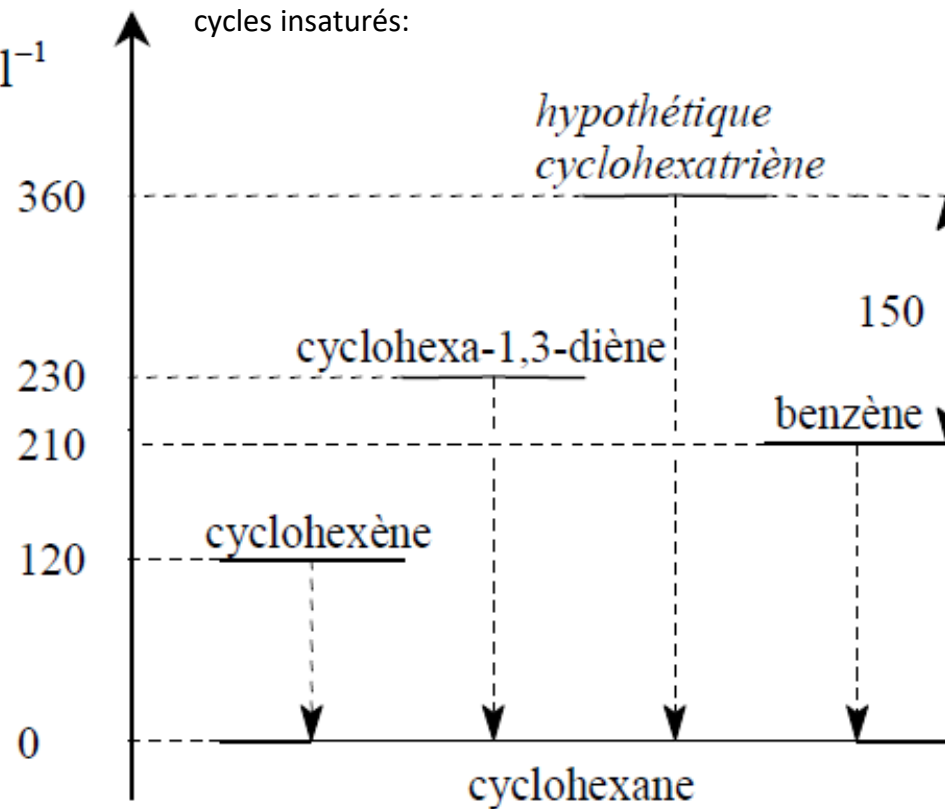 cycles insaturés:
l⁻¹
hypothétique
cyclohexatriène
360
150
cyclohexa-1,3-diène
230
benzène
210
cyclohexène
120
0
cyclohexane